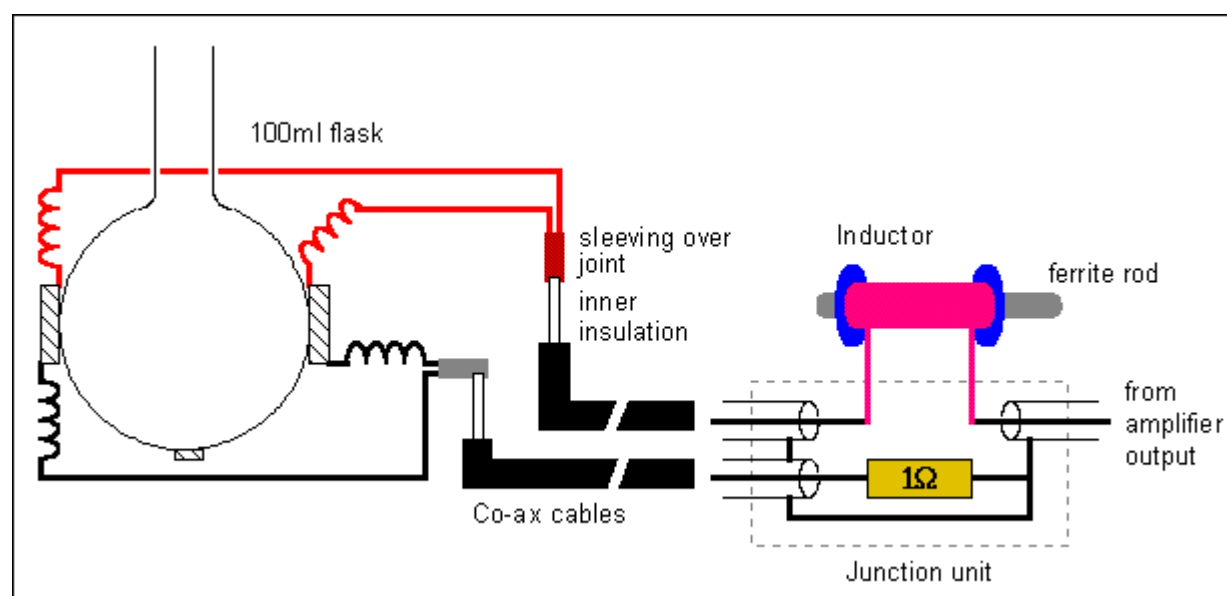 100ml flask
sleeving over
joint
inner
insulation
Inductor
ferrite rod
from
amplifier
output
1Ω
Co-ax cables
Junction unit